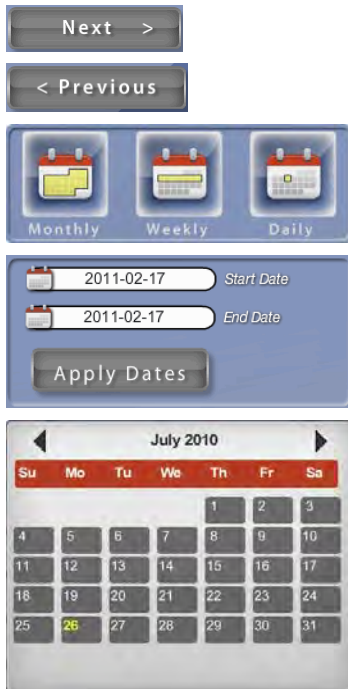 Next >
< Previous
Monthly Weekly Daily
2011-02-17 Start Date
2011-02-17 End Date
Apply Dates
July 2010
Su Mo Tu We Th Fr Sa
1 2 3
4 5 6 7 8 9 10
11 12 13 14 15 16 17
18 19 20 21 22 23 24
25 26 27 28 29 30 31